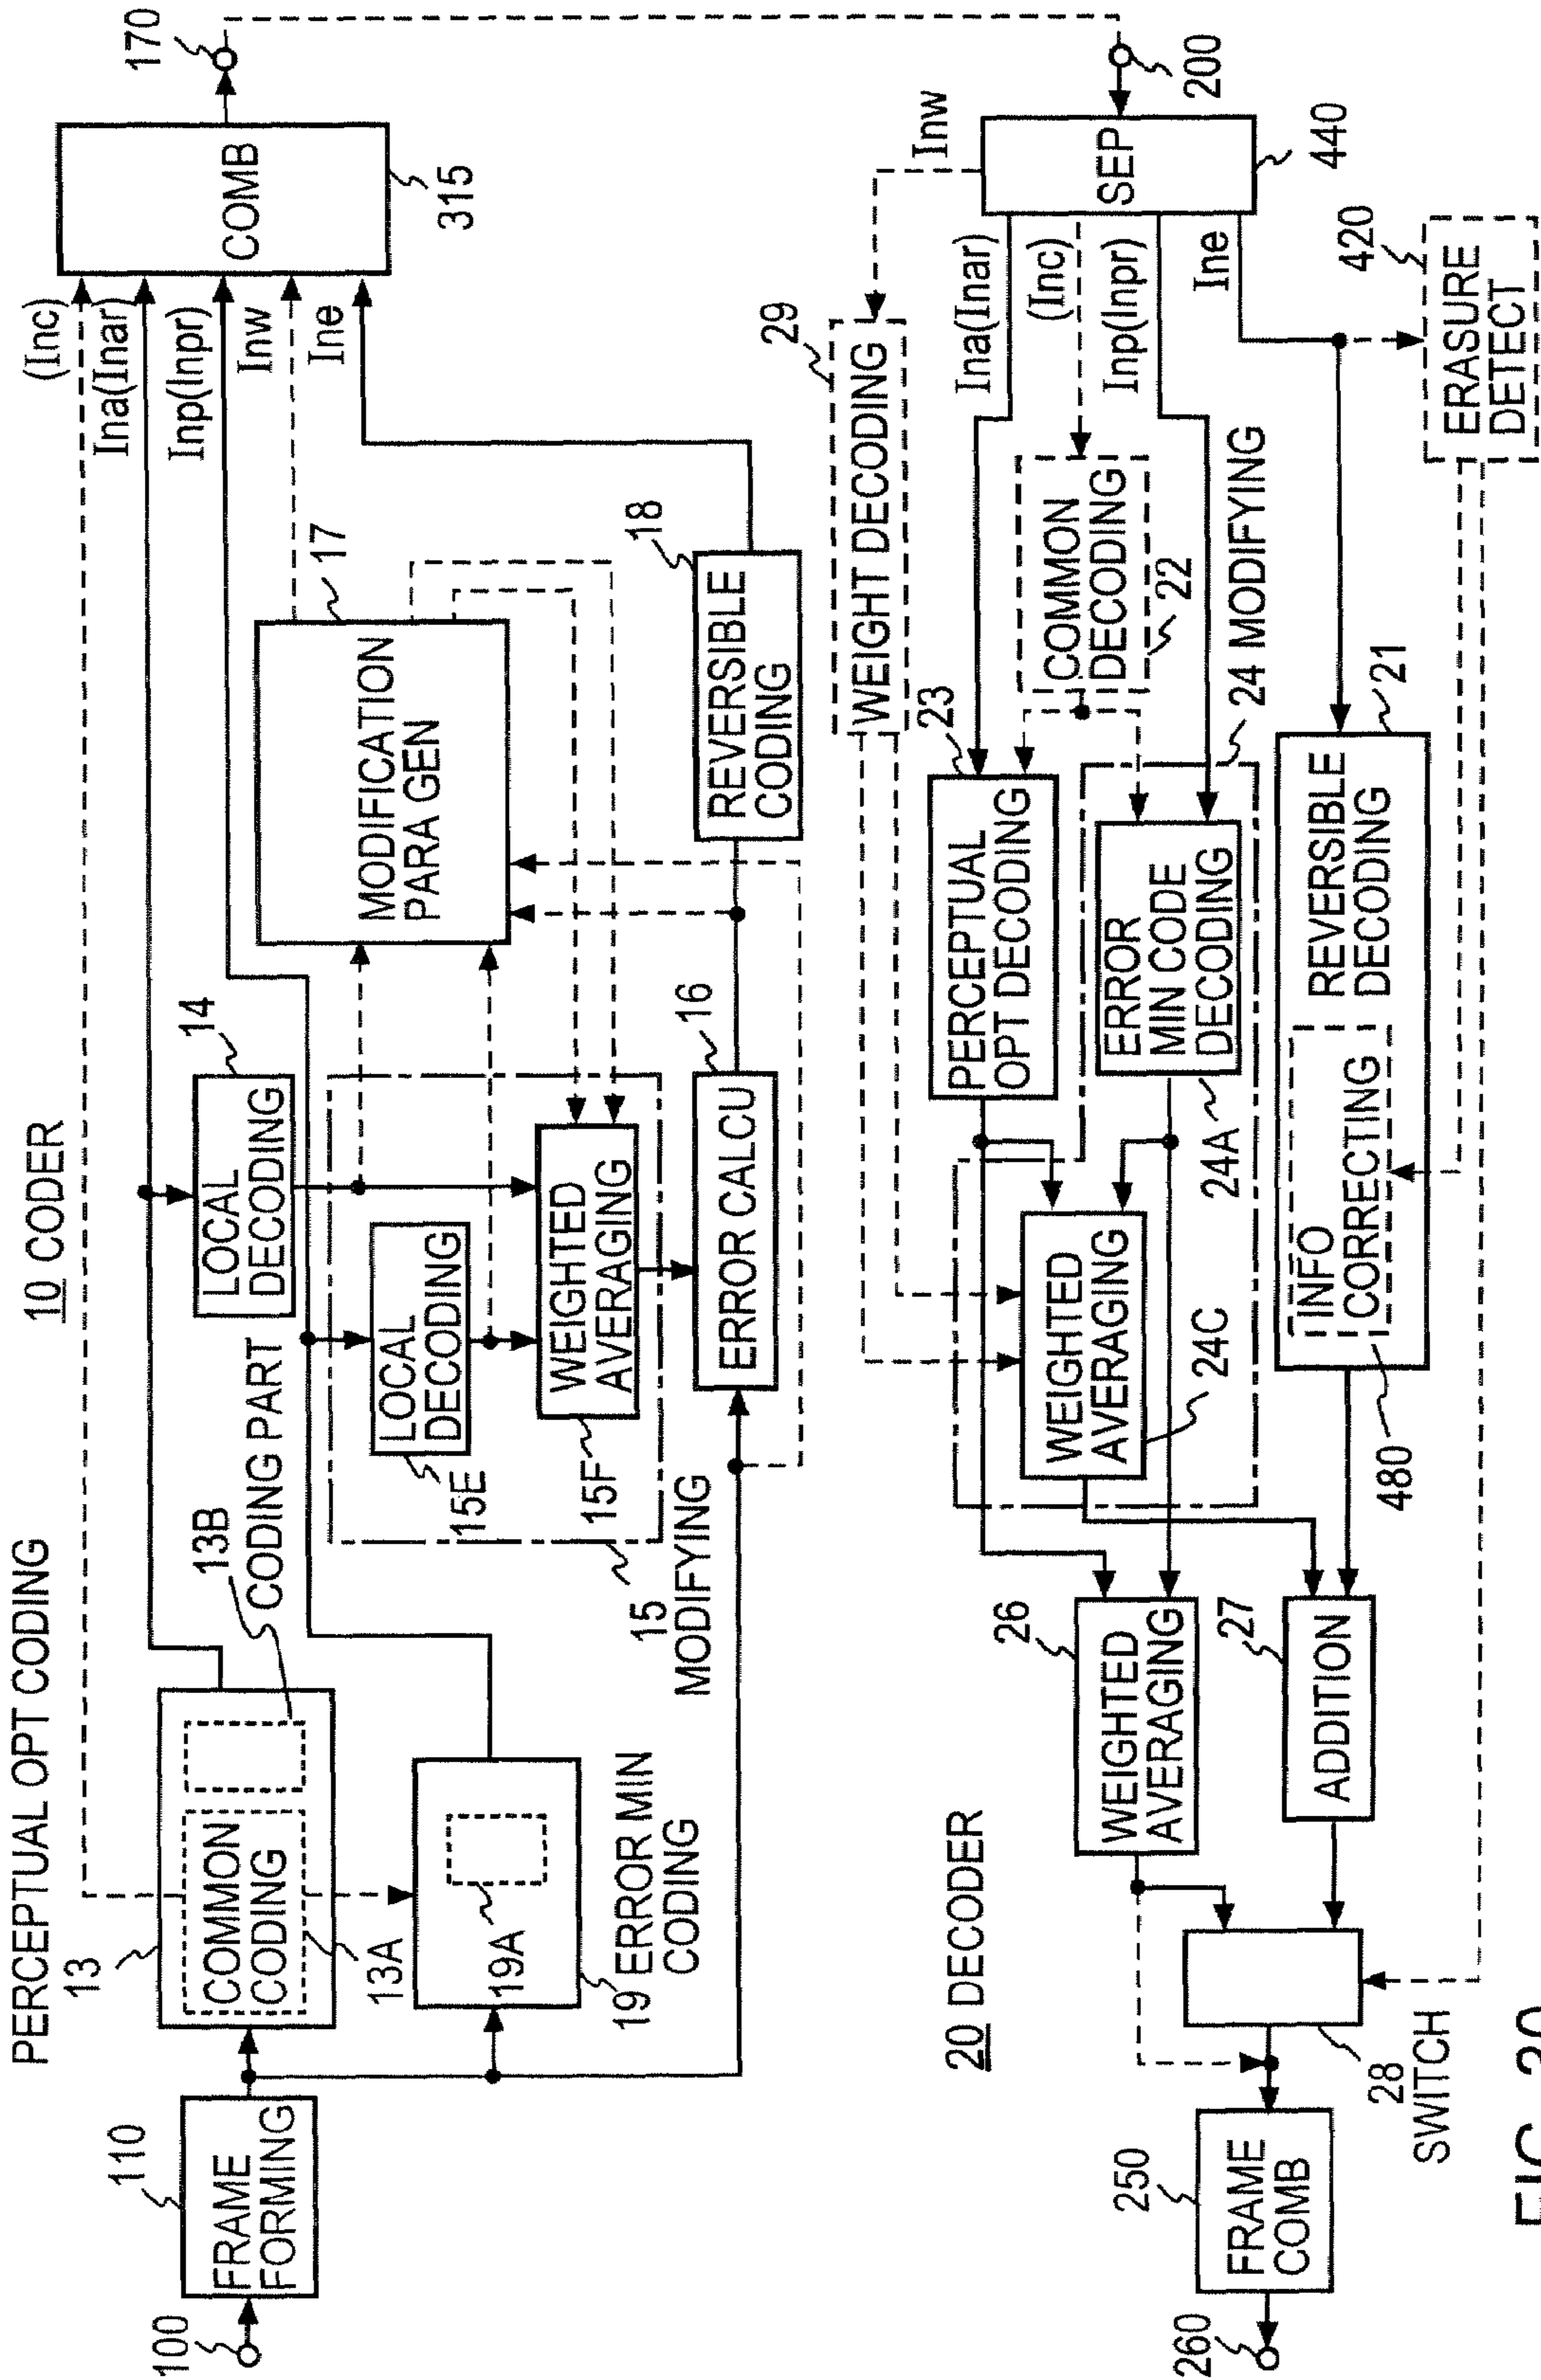 10 CODER
PERCEPTUAL OPT CODING
13
13B
CODING PART
COMMON
CODING
13A
100
110
FRAME
FORMING
19A
19 ERROR MIN
CODING
14
LOCAL
DECODING
15E
LOCAL
DECODING
15F
WEIGHTED
AVERAGING
15
MODIFYING
16
ERROR CALCU
17
MODIFICATION
PARA GEN
18
REVERSIBLE
CODING
(Inc)
Ina(Inar)
Inp(Inpr)
Inw
Ine
COMB
315
170
20 DECODER
200
SEP
440
Inw
Ina(Inar)
(Inc)
Inp(Inpr)
Ine
420
ERASURE
DETECT
29
WEIGHT DECODING
COMMON
DECODING
22
23
PERCEPTUAL
OPT DECODING
24 MODIFYING
ERROR
MIN CODE
DECODING
24A
WEIGHTED
AVERAGING
24C
21
REVERSIBLE
DECODING
INFO
CORRECTING
480
26
WEIGHTED
AVERAGING
27
ADDITION
28
SWITCH
250
FRAME
COMB
260